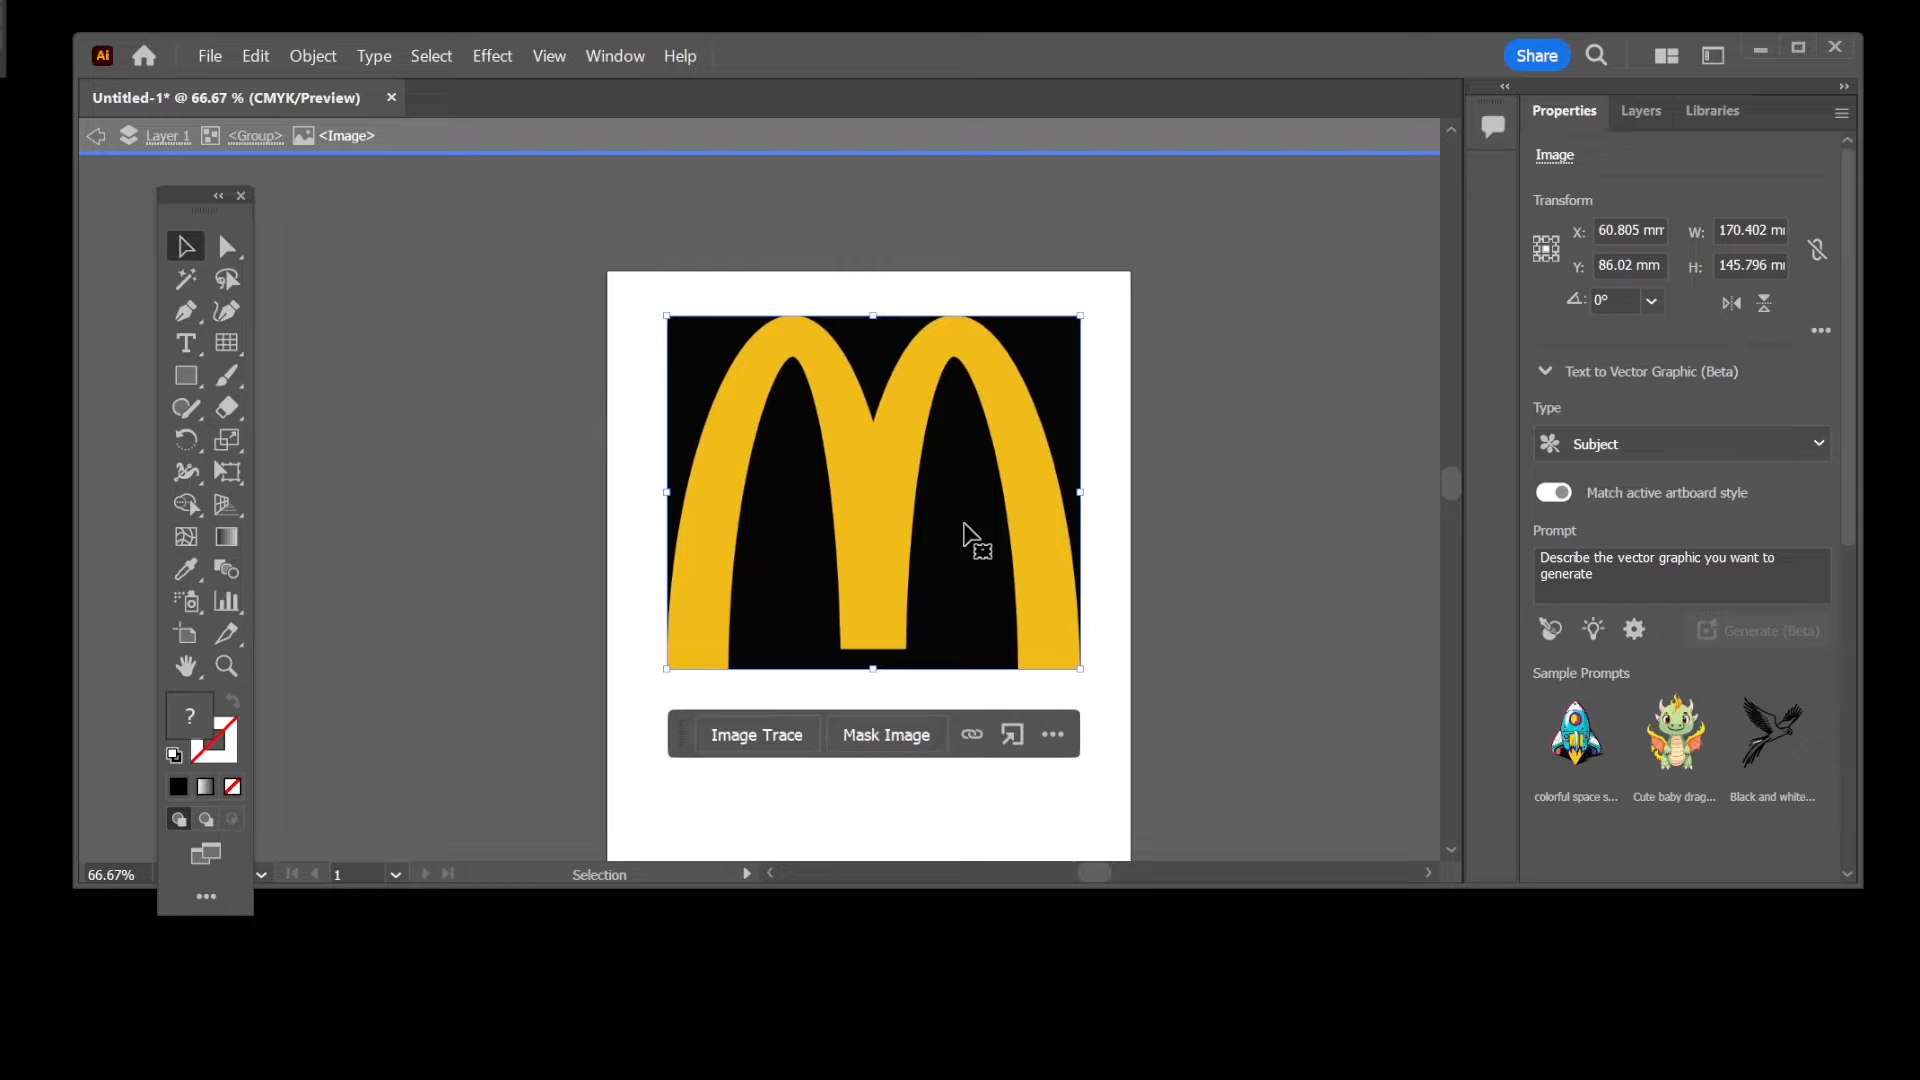 Ai File Edit Object Type Select Effect View Window Help Share
Untitled-1* @ 66.67 % (CMYK/Preview)
Layer 1 <Group> <Image>
Properties Layers Libraries
Image
Transform
X: 60.805 mm W: 170.402 m
Y: 86.02 mm H: 145.796 m
0°
Text to Vector Graphic (Beta)
Type
Subject
Match active artboard style
Prompt
Describe the vector graphic you want to
generate
Generate (Beta)
Sample Prompts
colorful space s... Cute baby drag... Black and white...
T
?
Image Trace Mask Image
66.67% 1 Selection